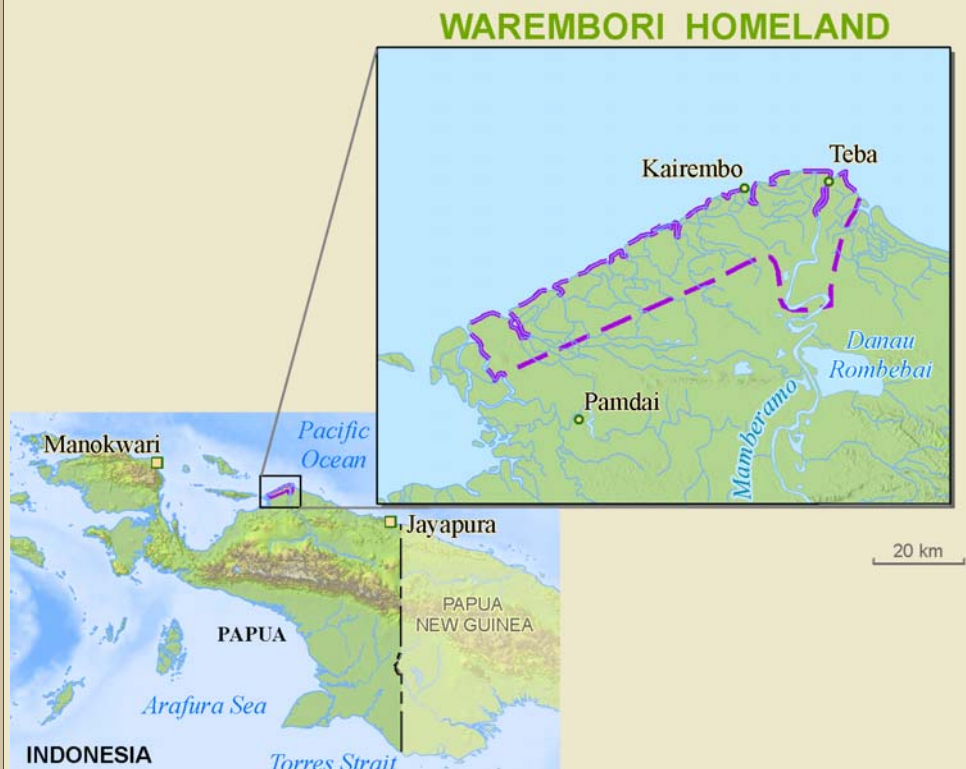 WAREMBORI HOMELAND
Teba
Kairembo
Danau
Rombebai
Pamdai
Mamberamo
Manokwari
Pacific
Ocean
Jayapura
20 km
PAPUA
NEW GUINEA
PAPUA
Arafura Sea
INDONESIA
Torres Strait